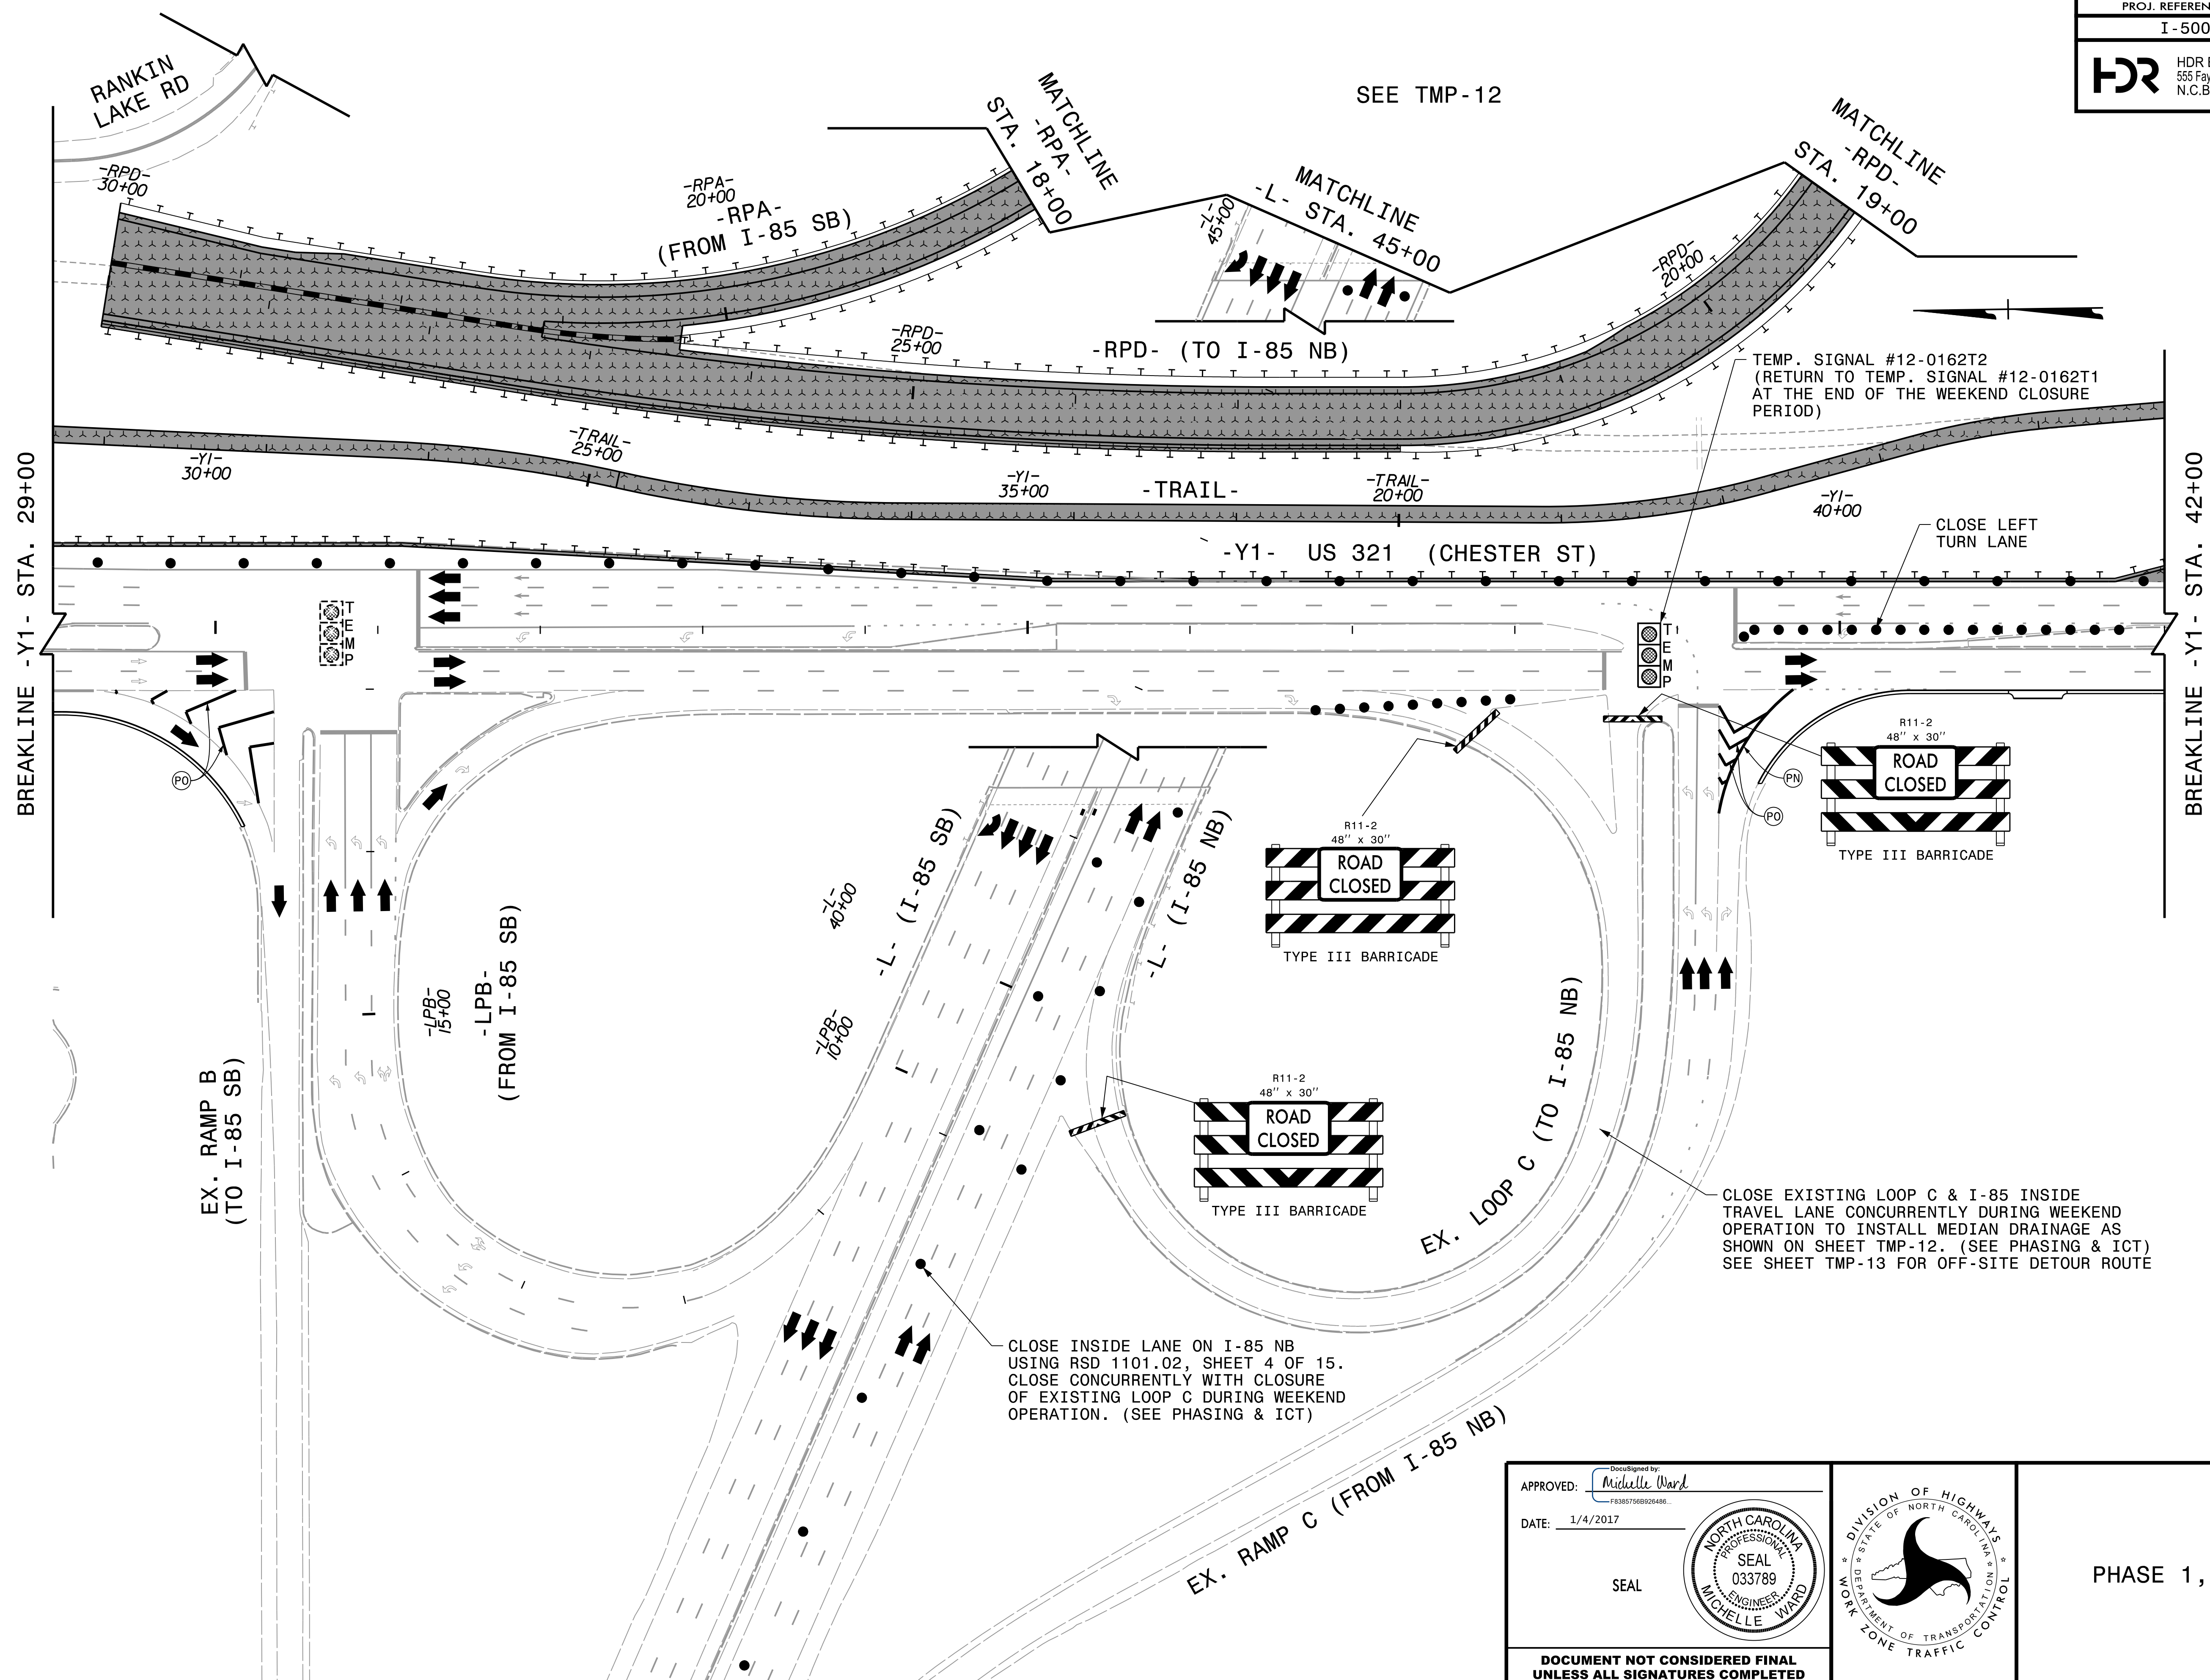 PROJ. REFEREN
I-500
HDR
HDR E
555 Fay
N.C.B
RANKIN
LAKE RD
SEE TMP-12
MATCHLINE
-RPA-
STA. 18+00
MATCHLINE
-L- STA. 45+00
MATCHLINE
-RPD-
STA. 19+00
-RPD-
30+00
-RPA-
20+00
-RPA-
(FROM I-85 SB)
-L-
45+00
-RPD-
20+00
-RPD-
25+00
-RPD- (TO I-85 NB)
TEMP. SIGNAL #12-0162T2
(RETURN TO TEMP. SIGNAL #12-0162T1
AT THE END OF THE WEEKEND CLOSURE
PERIOD)
BREAKLINE -Y1- STA. 29+00
-Y1-
30+00
-TRAIL-
25+00
-Y1-
35+00
-TRAIL-
-TRAIL-
20+00
-Y1-
40+00
CLOSE LEFT
TURN LANE
BREAKLINE -Y1- STA. 42+00
-Y1- US 321 (CHESTER ST)
TEMP
TEMP
PO
PN
PO
R11-2
48" x 30"
ROAD
CLOSED
TYPE III BARRICADE
R11-2
48" x 30"
ROAD
CLOSED
TYPE III BARRICADE
-L- (I-85 SB)
-L- (I-85 NB)
-L-
40+00
-LPB-
15+00
-LPB-
(FROM I-85 SB)
-LPB-
10+00
EX. RAMP B
(TO I-85 SB)
R11-2
48" x 30"
ROAD
CLOSED
TYPE III BARRICADE
EX. LOOP C (TO I-85 NB)
CLOSE EXISTING LOOP C & I-85 INSIDE
TRAVEL LANE CONCURRENTLY DURING WEEKEND
OPERATION TO INSTALL MEDIAN DRAINAGE AS
SHOWN ON SHEET TMP-12. (SEE PHASING & ICT)
SEE SHEET TMP-13 FOR OFF-SITE DETOUR ROUTE
CLOSE INSIDE LANE ON I-85 NB
USING RSD 1101.02, SHEET 4 OF 15.
CLOSE CONCURRENTLY WITH CLOSURE
OF EXISTING LOOP C DURING WEEKEND
OPERATION. (SEE PHASING & ICT)
EX. RAMP C (FROM I-85 NB)
DocuSigned by:
APPROVED: Michelle Ward
F8385756B926486...
DATE: 1/4/2017
SEAL
NORTH CAROLINA
PROFESSIONAL
SEAL
033789
ENGINEER
MICHELLE WARD
DOCUMENT NOT CONSIDERED FINAL
UNLESS ALL SIGNATURES COMPLETED
DIVISION OF HIGHWAYS
STATE OF NORTH CAROLINA
DEPARTMENT OF TRANSPORTATION
WORK ZONE TRAFFIC CONTROL
PHASE 1,